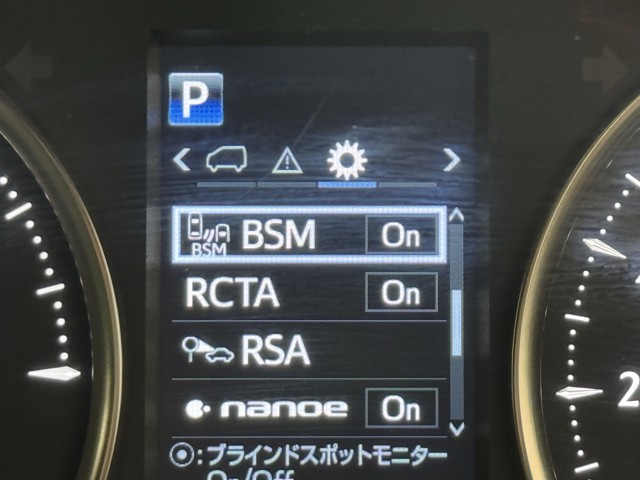 P
BSM BSM On
RCTA On
RSA
nanoe On
:ブラインドスポットモニター
On/Off
2